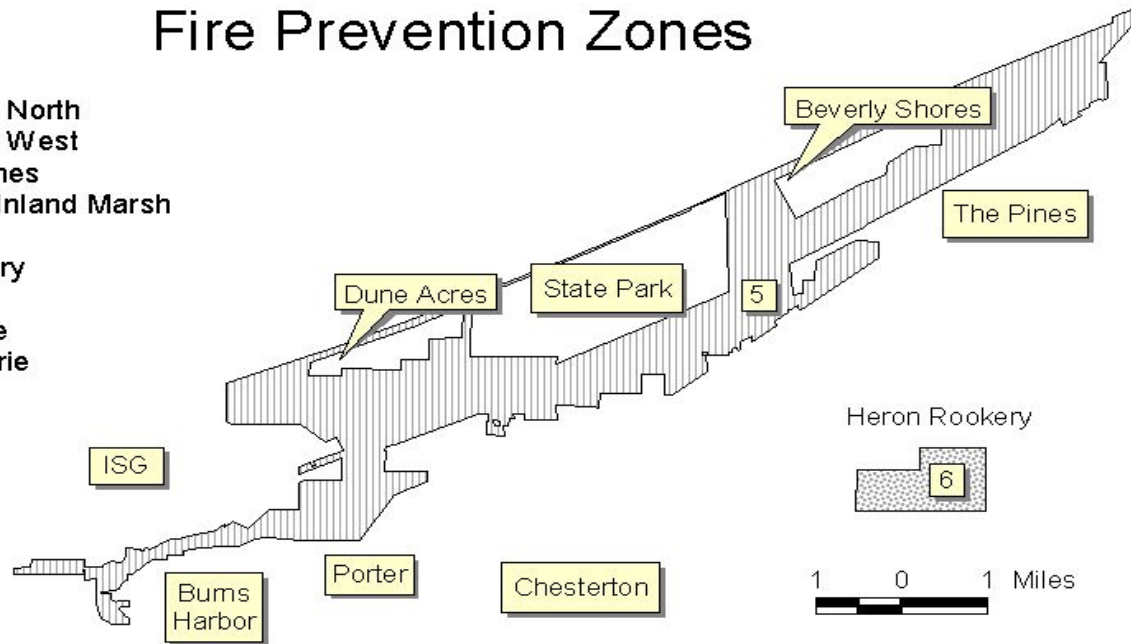 Fire Prevention Zones
North
West
nes
Inland Marsh
ry
e
rie
Beverly Shores
The Pines
Dune Acres
State Park
5
Heron Rookery
6
ISG
Burns
Harbor
Porter
Chesterton
1 0 1 Miles